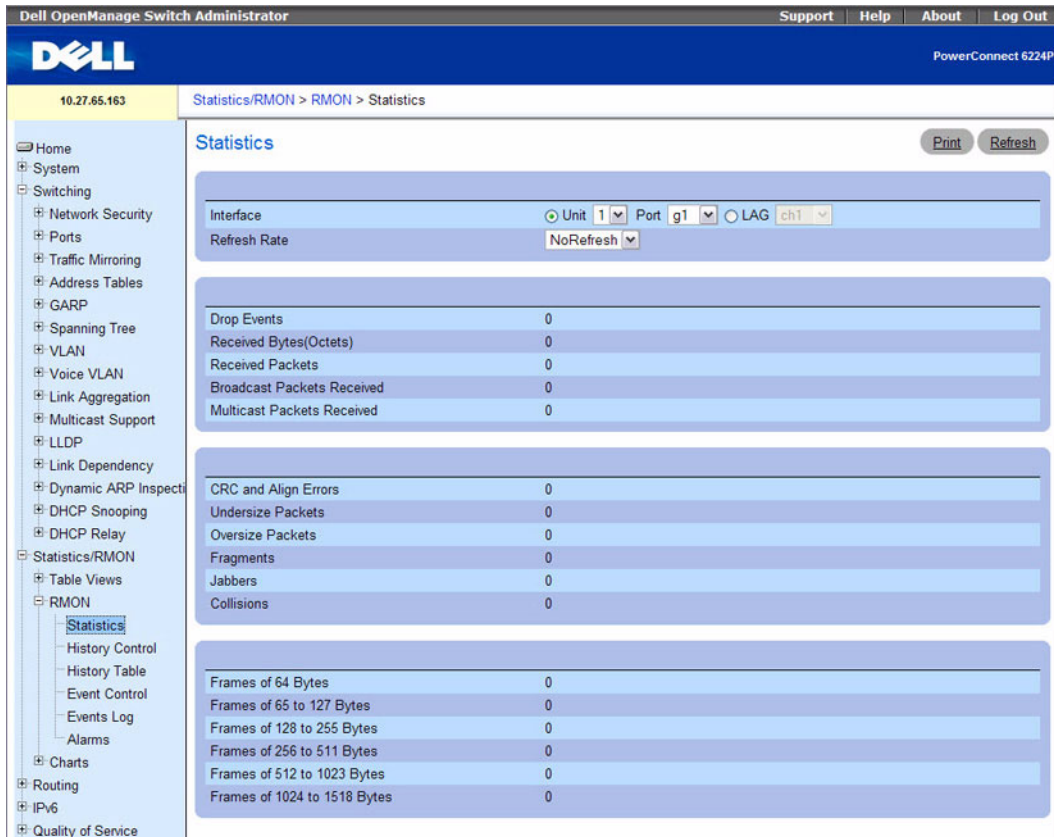 Dell OpenManage Switch Administrator
Support Help About Log Out
DELL
PowerConnect 6224P
10.27.65.163
Statistics/RMON > RMON > Statistics
Home
System
Switching
Network Security
Ports
Traffic Mirroring
Address Tables
GARP
Spanning Tree
VLAN
Voice VLAN
Link Aggregation
Multicast Support
LLDP
Link Dependency
Dynamic ARP Inspecti
DHCP Snooping
DHCP Relay
Statistics/RMON
Table Views
RMON
Statistics
History Control
History Table
Event Control
Events Log
Alarms
Charts
Routing
IPv6
Quality of Service
Statistics
Print Refresh
Interface Unit 1 Port g1 LAG ch1
Refresh Rate NoRefresh
Drop Events 0
Received Bytes(Octets) 0
Received Packets 0
Broadcast Packets Received 0
Multicast Packets Received 0
CRC and Align Errors 0
Undersize Packets 0
Oversize Packets 0
Fragments 0
Jabbers 0
Collisions 0
Frames of 64 Bytes 0
Frames of 65 to 127 Bytes 0
Frames of 128 to 255 Bytes 0
Frames of 256 to 511 Bytes 0
Frames of 512 to 1023 Bytes 0
Frames of 1024 to 1518 Bytes 0